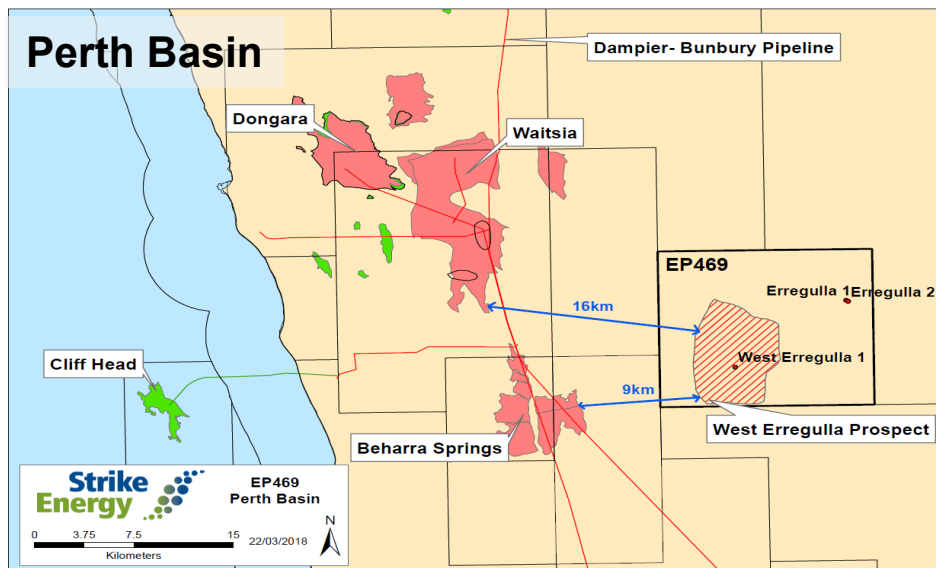 Perth Basin
Dampier- Bunbury Pipeline
Dongara
Waitsia
EP469
Erregulla 1
Erregulla 2
16km
West Erregulla 1
Cliff Head
9km
West Erregulla Prospect
Beharra Springs
Strike
Energy
EP469
Perth Basin
N
0 3.75 7.5 15
22/03/2018
Kilometers